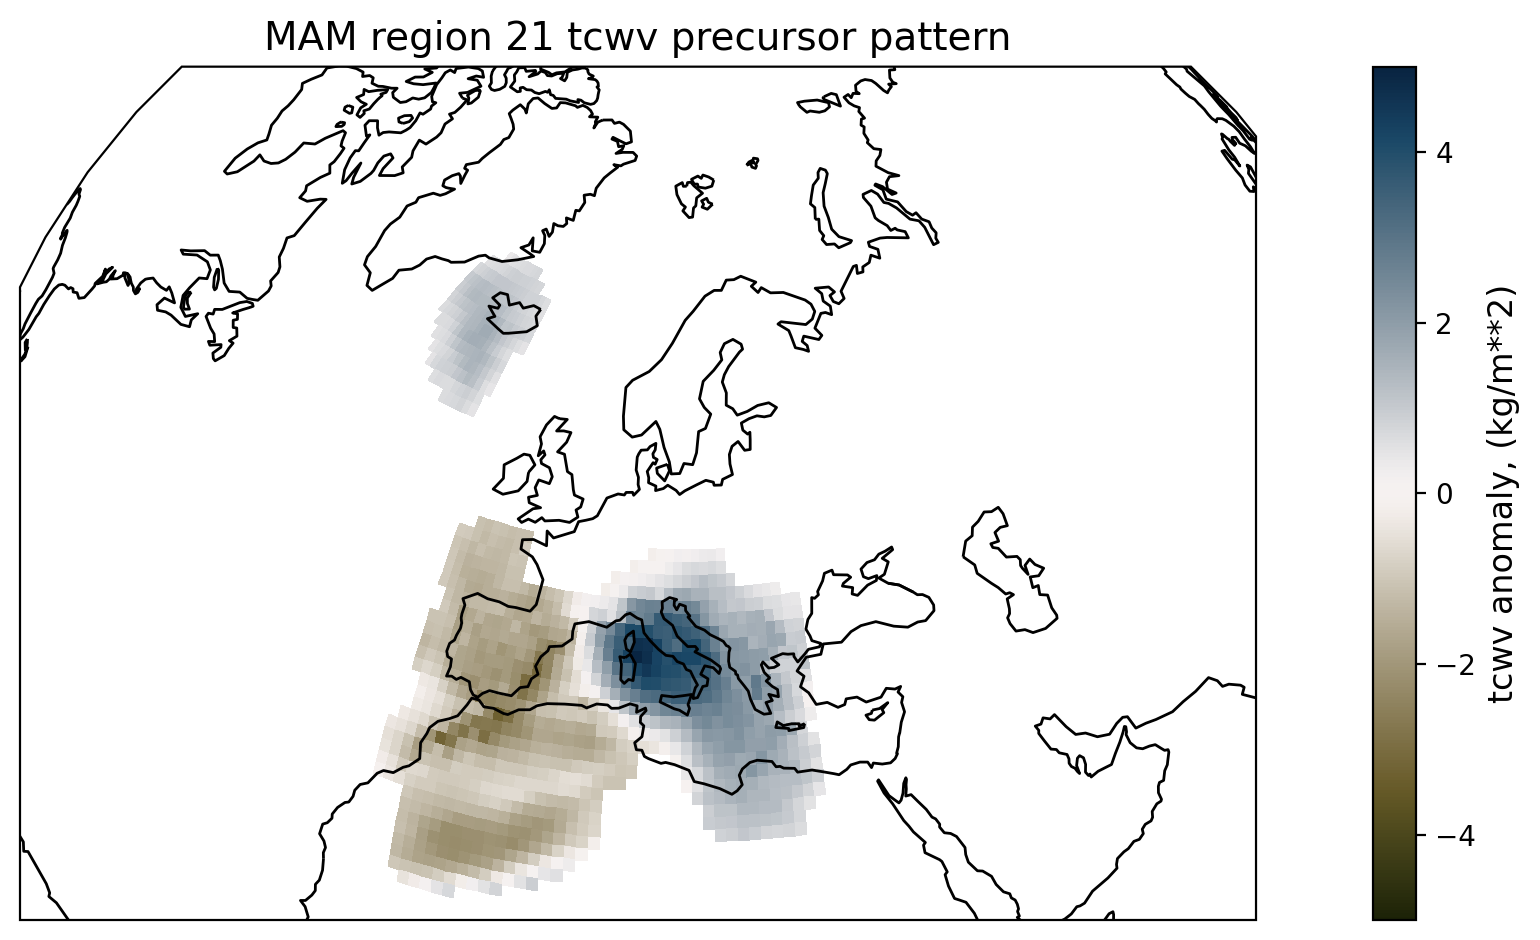 MAM region 21 tcwv precursor pattern
4
2
0
−2
−4
tcwv anomaly, (kg/m**2)